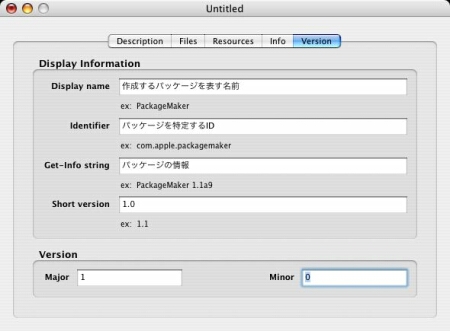 Untitled
Description Files Resources Info Version
Display Information
Display name 作成するパッケージを表す名前
ex: PackageMaker
Identifier パッケージを特定するID
ex: com.apple.packagemaker
Get-Info string パッケージの情報
ex: PackageMaker 1.1a9
Short version 1.0
ex: 1.1
Version
Major 1 Minor 0